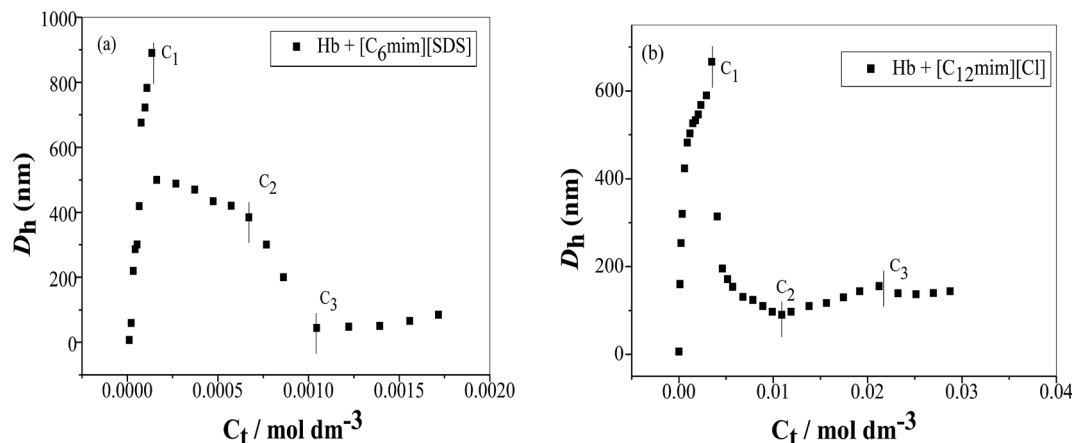 (a)
Hb + [C6mim][SDS]
C1
C2
C3
1000
800
600
400
200
0
Dh (nm)
0.0000 0.0005 0.0010 0.0015 0.0020
Ct / mol dm-3
(b)
Hb + [C12mim][Cl]
C1
C2
C3
600
400
200
0
Dh (nm)
0.00 0.01 0.02 0.03 0.04
Ct / mol dm-3